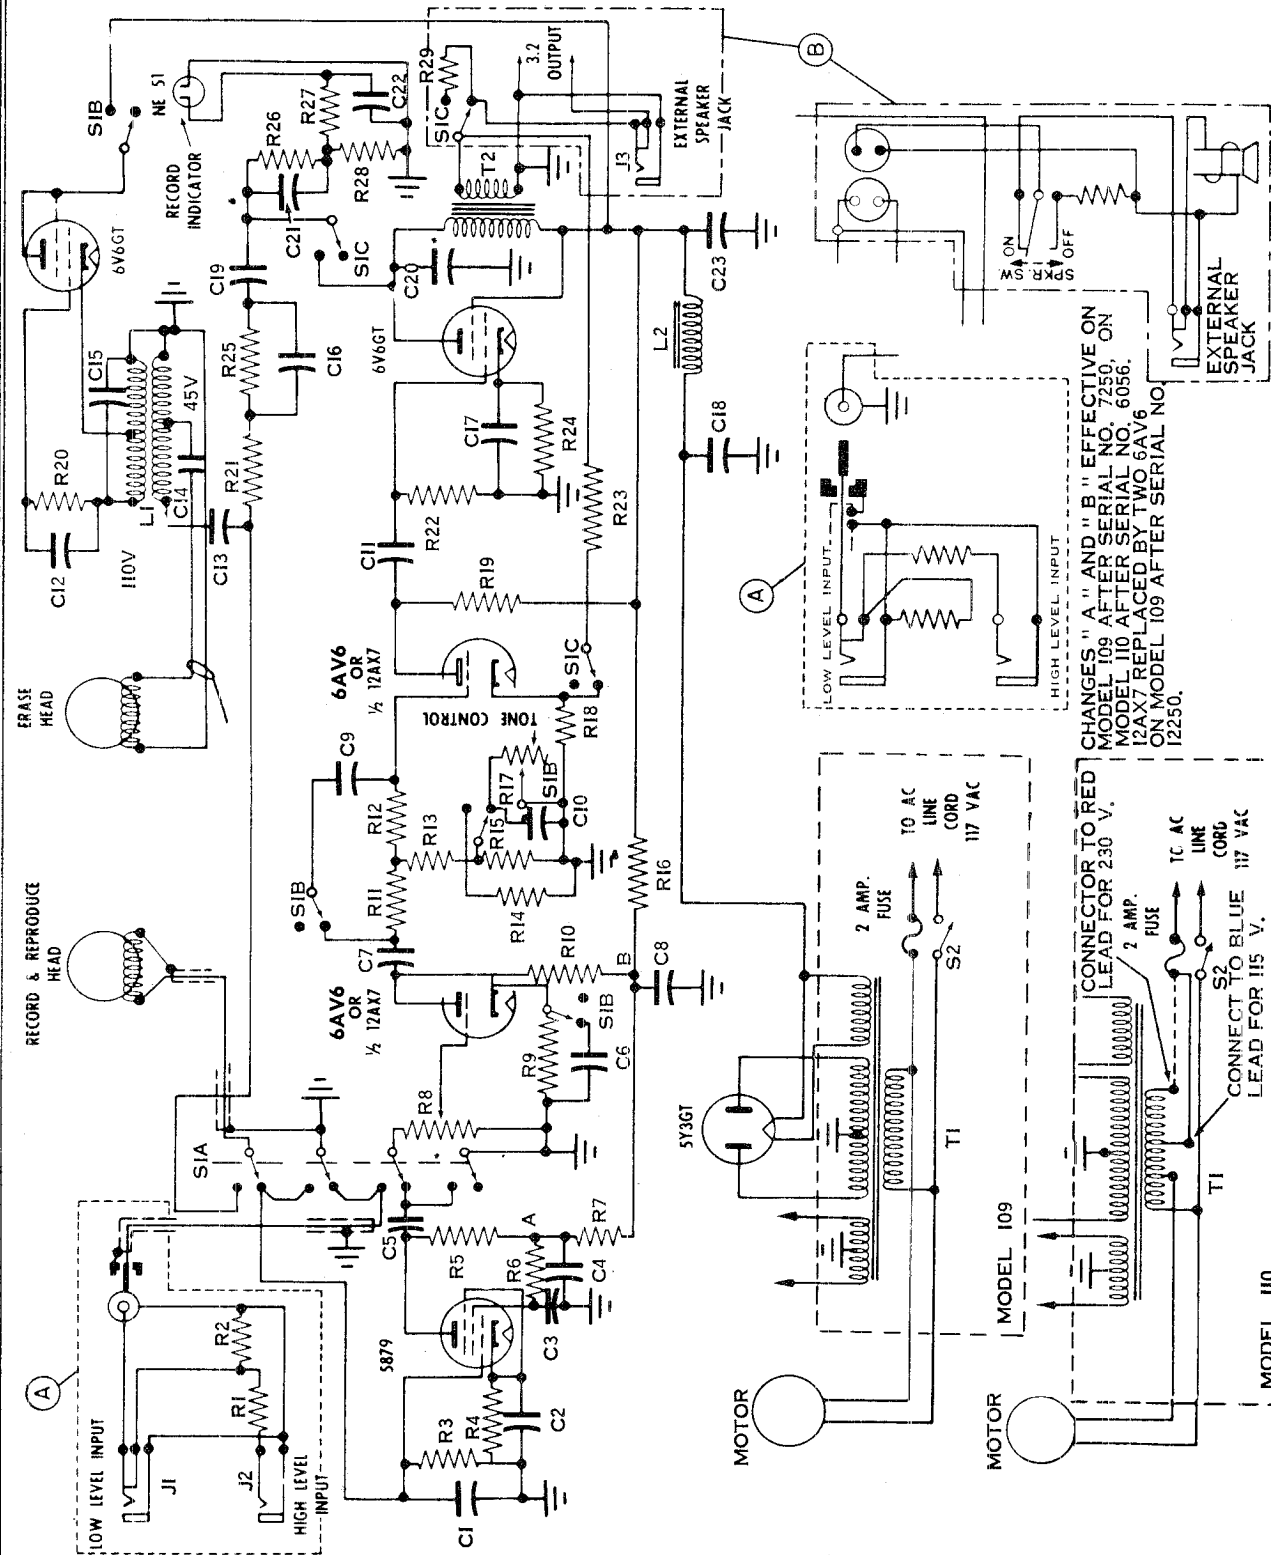 ERASE
HEAD
C12
R20
110V
L1
C15
45V
C14
C13
6V6GT
S1B
NE 51
RECORD
INDICATOR
R21
R25
C16
C19
C21
R26
R27
R28
C22
S1C
C20
6V6GT
T2
S1C
R29
3.2
OUTPUT
J3
EXTERNAL
SPEAKER
JACK
B
RECORD & REPRODUCE
HEAD
S1B
C9
C7
R11
R12
6AV6
OR
½ 12AX7
R13
R14
R15
R17
S1B
C10
TONE CONTROL
R18
S1C
6AV6
OR
½ 12AX7
C11
R19
R22
C17
R24
R23
A
LOW LEVEL INPUT
J1
J2
HIGH LEVEL
INPUT
R1
R2
S1A
R8
R9
C6
S1B
R10
B
C8
R16
5879
C5
R5
A
R6
R7
C4
C3
R3
R4
C2
C1
L2
C18
C23
5Y3GT
MOTOR
T1
2 AMP.
FUSE
S2
TO AC
LINE
CORD
117 VAC
MODEL 109
A
LOW LEVEL INPUT
HIGH LEVEL INPUT
ON
SPKR. SW.
OFF
EXTERNAL
SPEAKER
JACK
CHANGES "A" AND "B" EFFECTIVE ON
MODEL 109 AFTER SERIAL NO. 7250, ON
MODEL 110 AFTER SERIAL NO. 6056.
12AX7 REPLACED BY TWO 6AV6
ON MODEL 109 AFTER SERIAL NO.
12250.
MOTOR
T1
CONNECTOR TO RED
LEAD FOR 230 V.
2 AMP.
FUSE
TC AC
LINE
CORD
117 VAC
S2
CONNECT TO BLUE
LEAD FOR 115 V.
MODEL 110